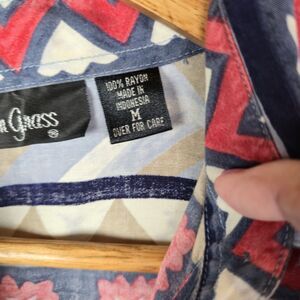 Grass
®
100% RAYON
MADE IN
INDONESIA
M
OVER FOR CARE